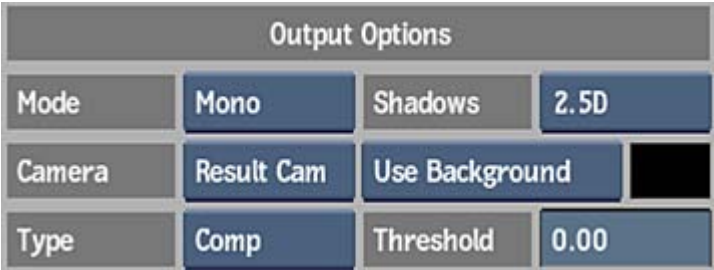 Output Options
Mode Mono Shadows 2.5D
Camera Result Cam Use Background
Type Comp Threshold 0.00